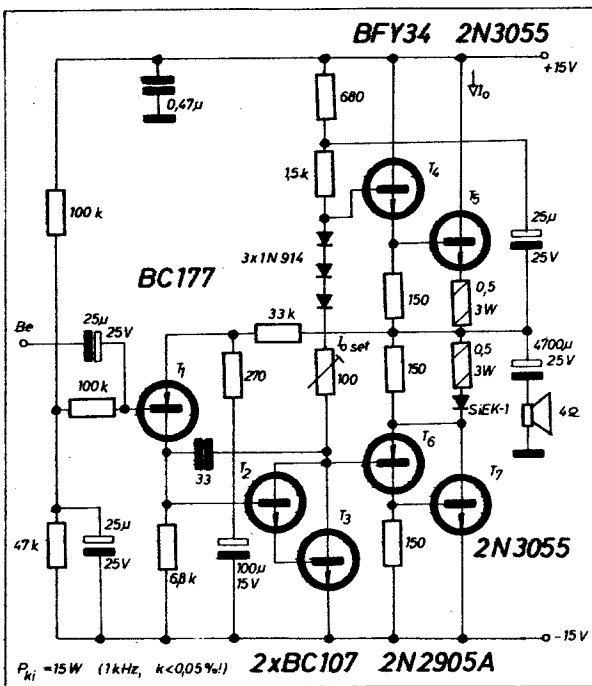 BFY34 2N3055
+15V
I₀
0,47µ
680
1,5k
T₄
T₅
100k
3x1N914
25µ
25V
BC177
150
0,5
3W
33k
Be
25µ
25V
I₀ set
100
270
150
0,5
3W
4700µ
25V
100k
T₁
SiEK-1
4Ω
33
T₂
T₆
T₇
T₃
47k
25µ
25V
6,8k
100µ
15V
150
2N3055
-15V
Pki =15W (1kHz, k<0,05%!)
2xBC107 2N2905A